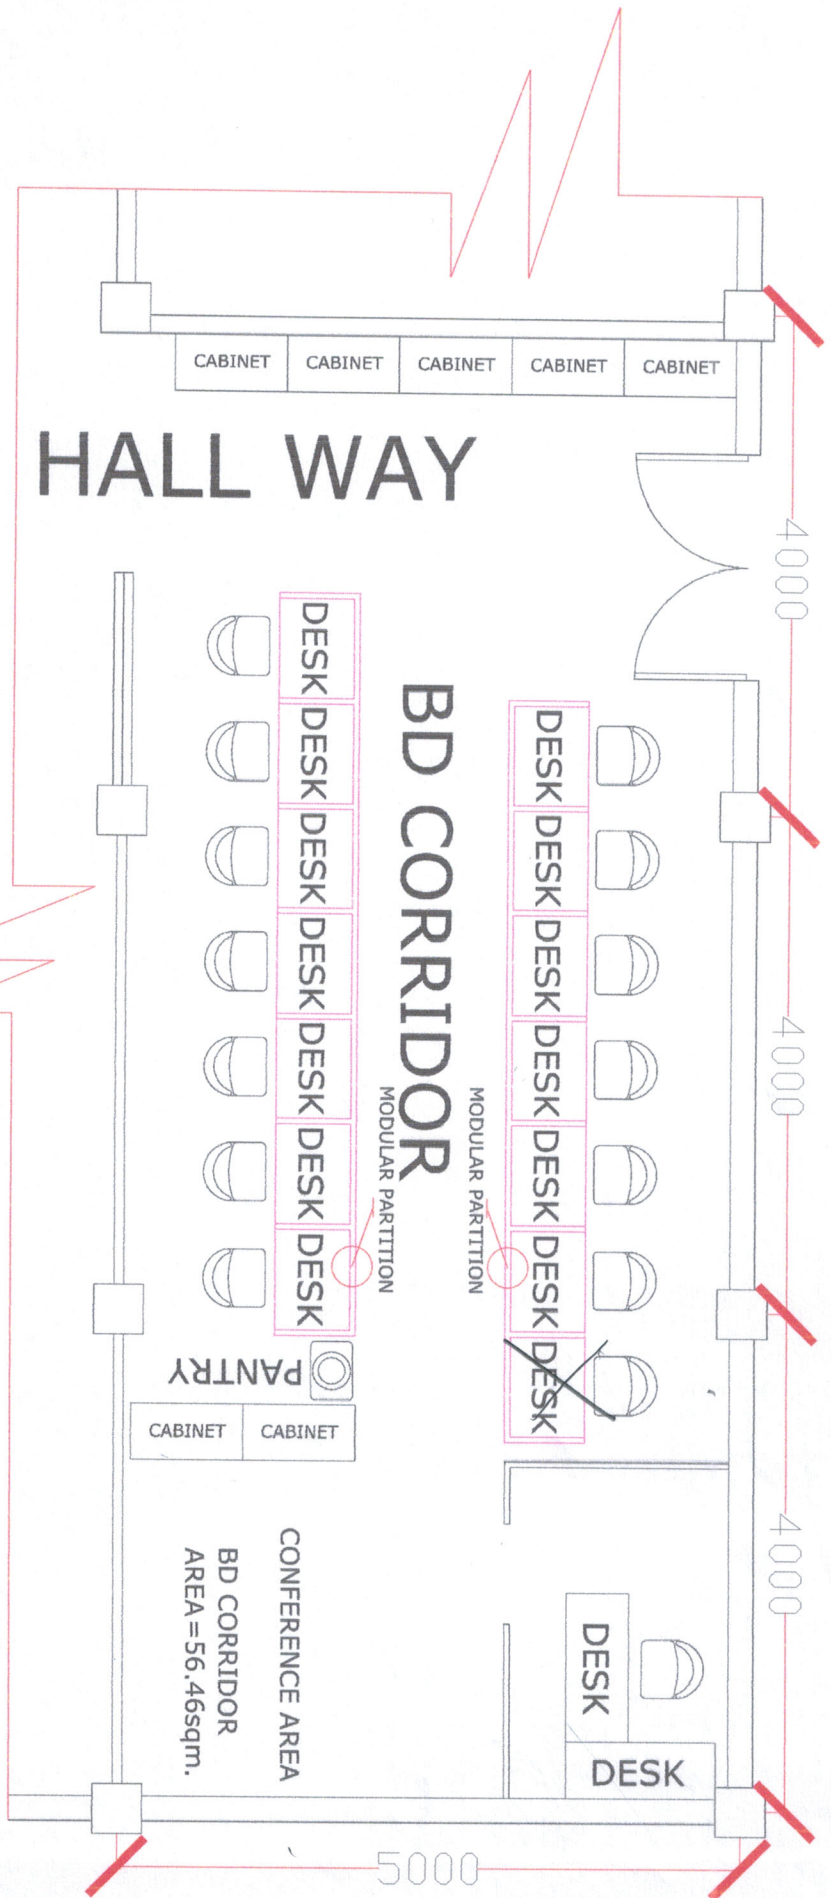 CABINET CABINET CABINET CABINET CABINET
HALL WAY
4000
DESK
DESK
DESK
DESK
DESK
DESK
DESK
BD CORRIDOR
DESK
DESK
DESK
DESK
DESK
DESK
DESK
4000
MODULAR PARTITION
MODULAR PARTITION
PANTRY
CABINET CABINET
4000
CONFERENCE AREA
BD CORRIDOR
AREA=56.46sqm.
DESK
DESK
5000